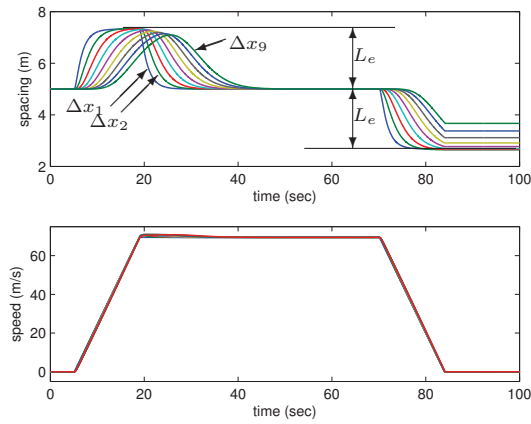 8
6
4
2
spacing (m)
Δx₁
Δx₂
Δx₉
Lₑ
Lₑ
0 20 40 60 80 100
time (sec)
60
40
20
0
speed (m/s)
0 20 40 60 80 100
time (sec)